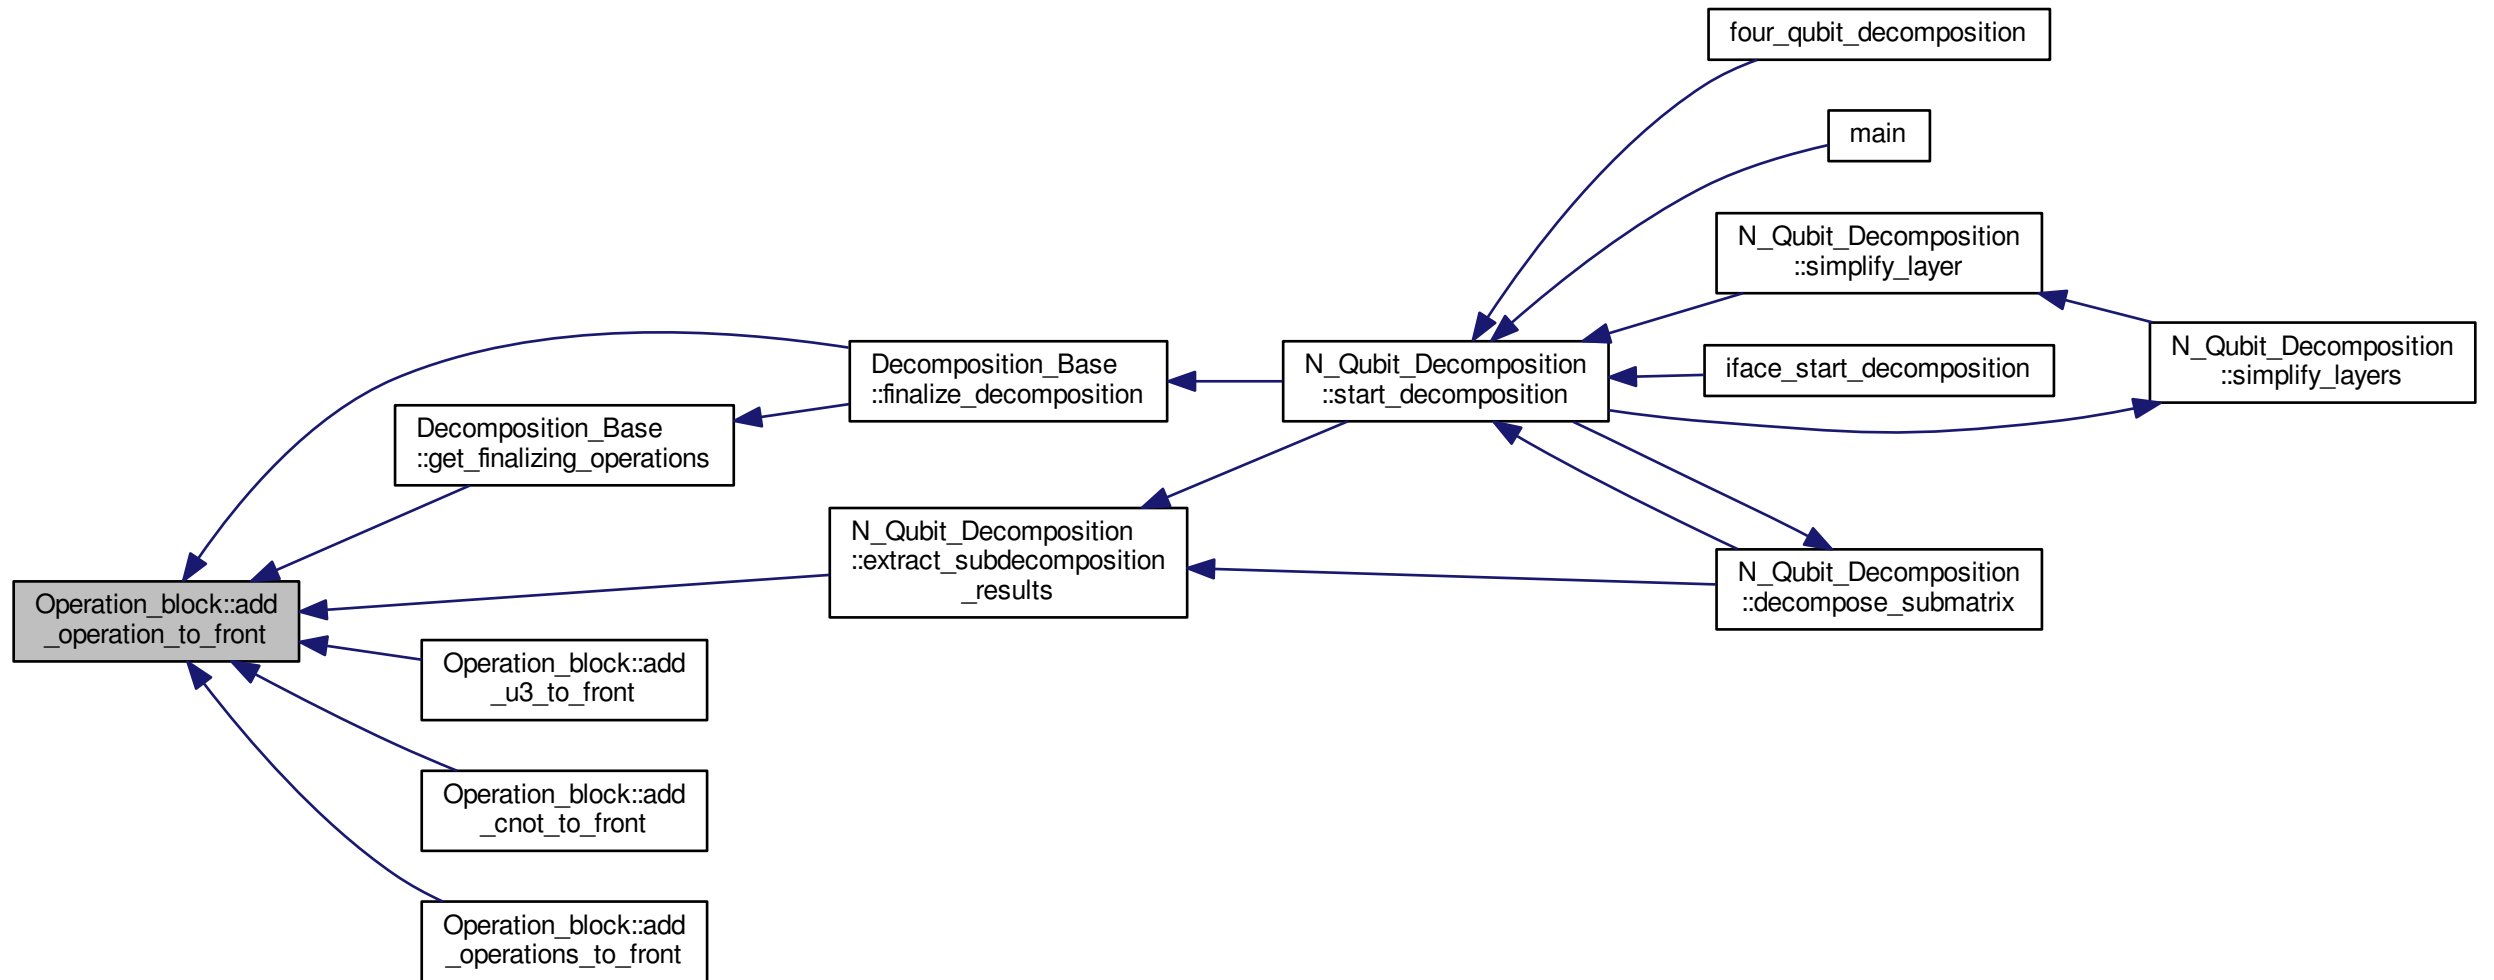 four_qubit_decomposition
main
N_Qubit_Decomposition
::simplify_layer
N_Qubit_Decomposition
::simplify_layers
Decomposition_Base
::finalize_decomposition
N_Qubit_Decomposition
::start_decomposition
iface_start_decomposition
Decomposition_Base
::get_finalizing_operations
N_Qubit_Decomposition
::extract_subdecomposition
_results
N_Qubit_Decomposition
::decompose_submatrix
Operation_block::add
_operation_to_front
Operation_block::add
_u3_to_front
Operation_block::add
_cnot_to_front
Operation_block::add
_operations_to_front